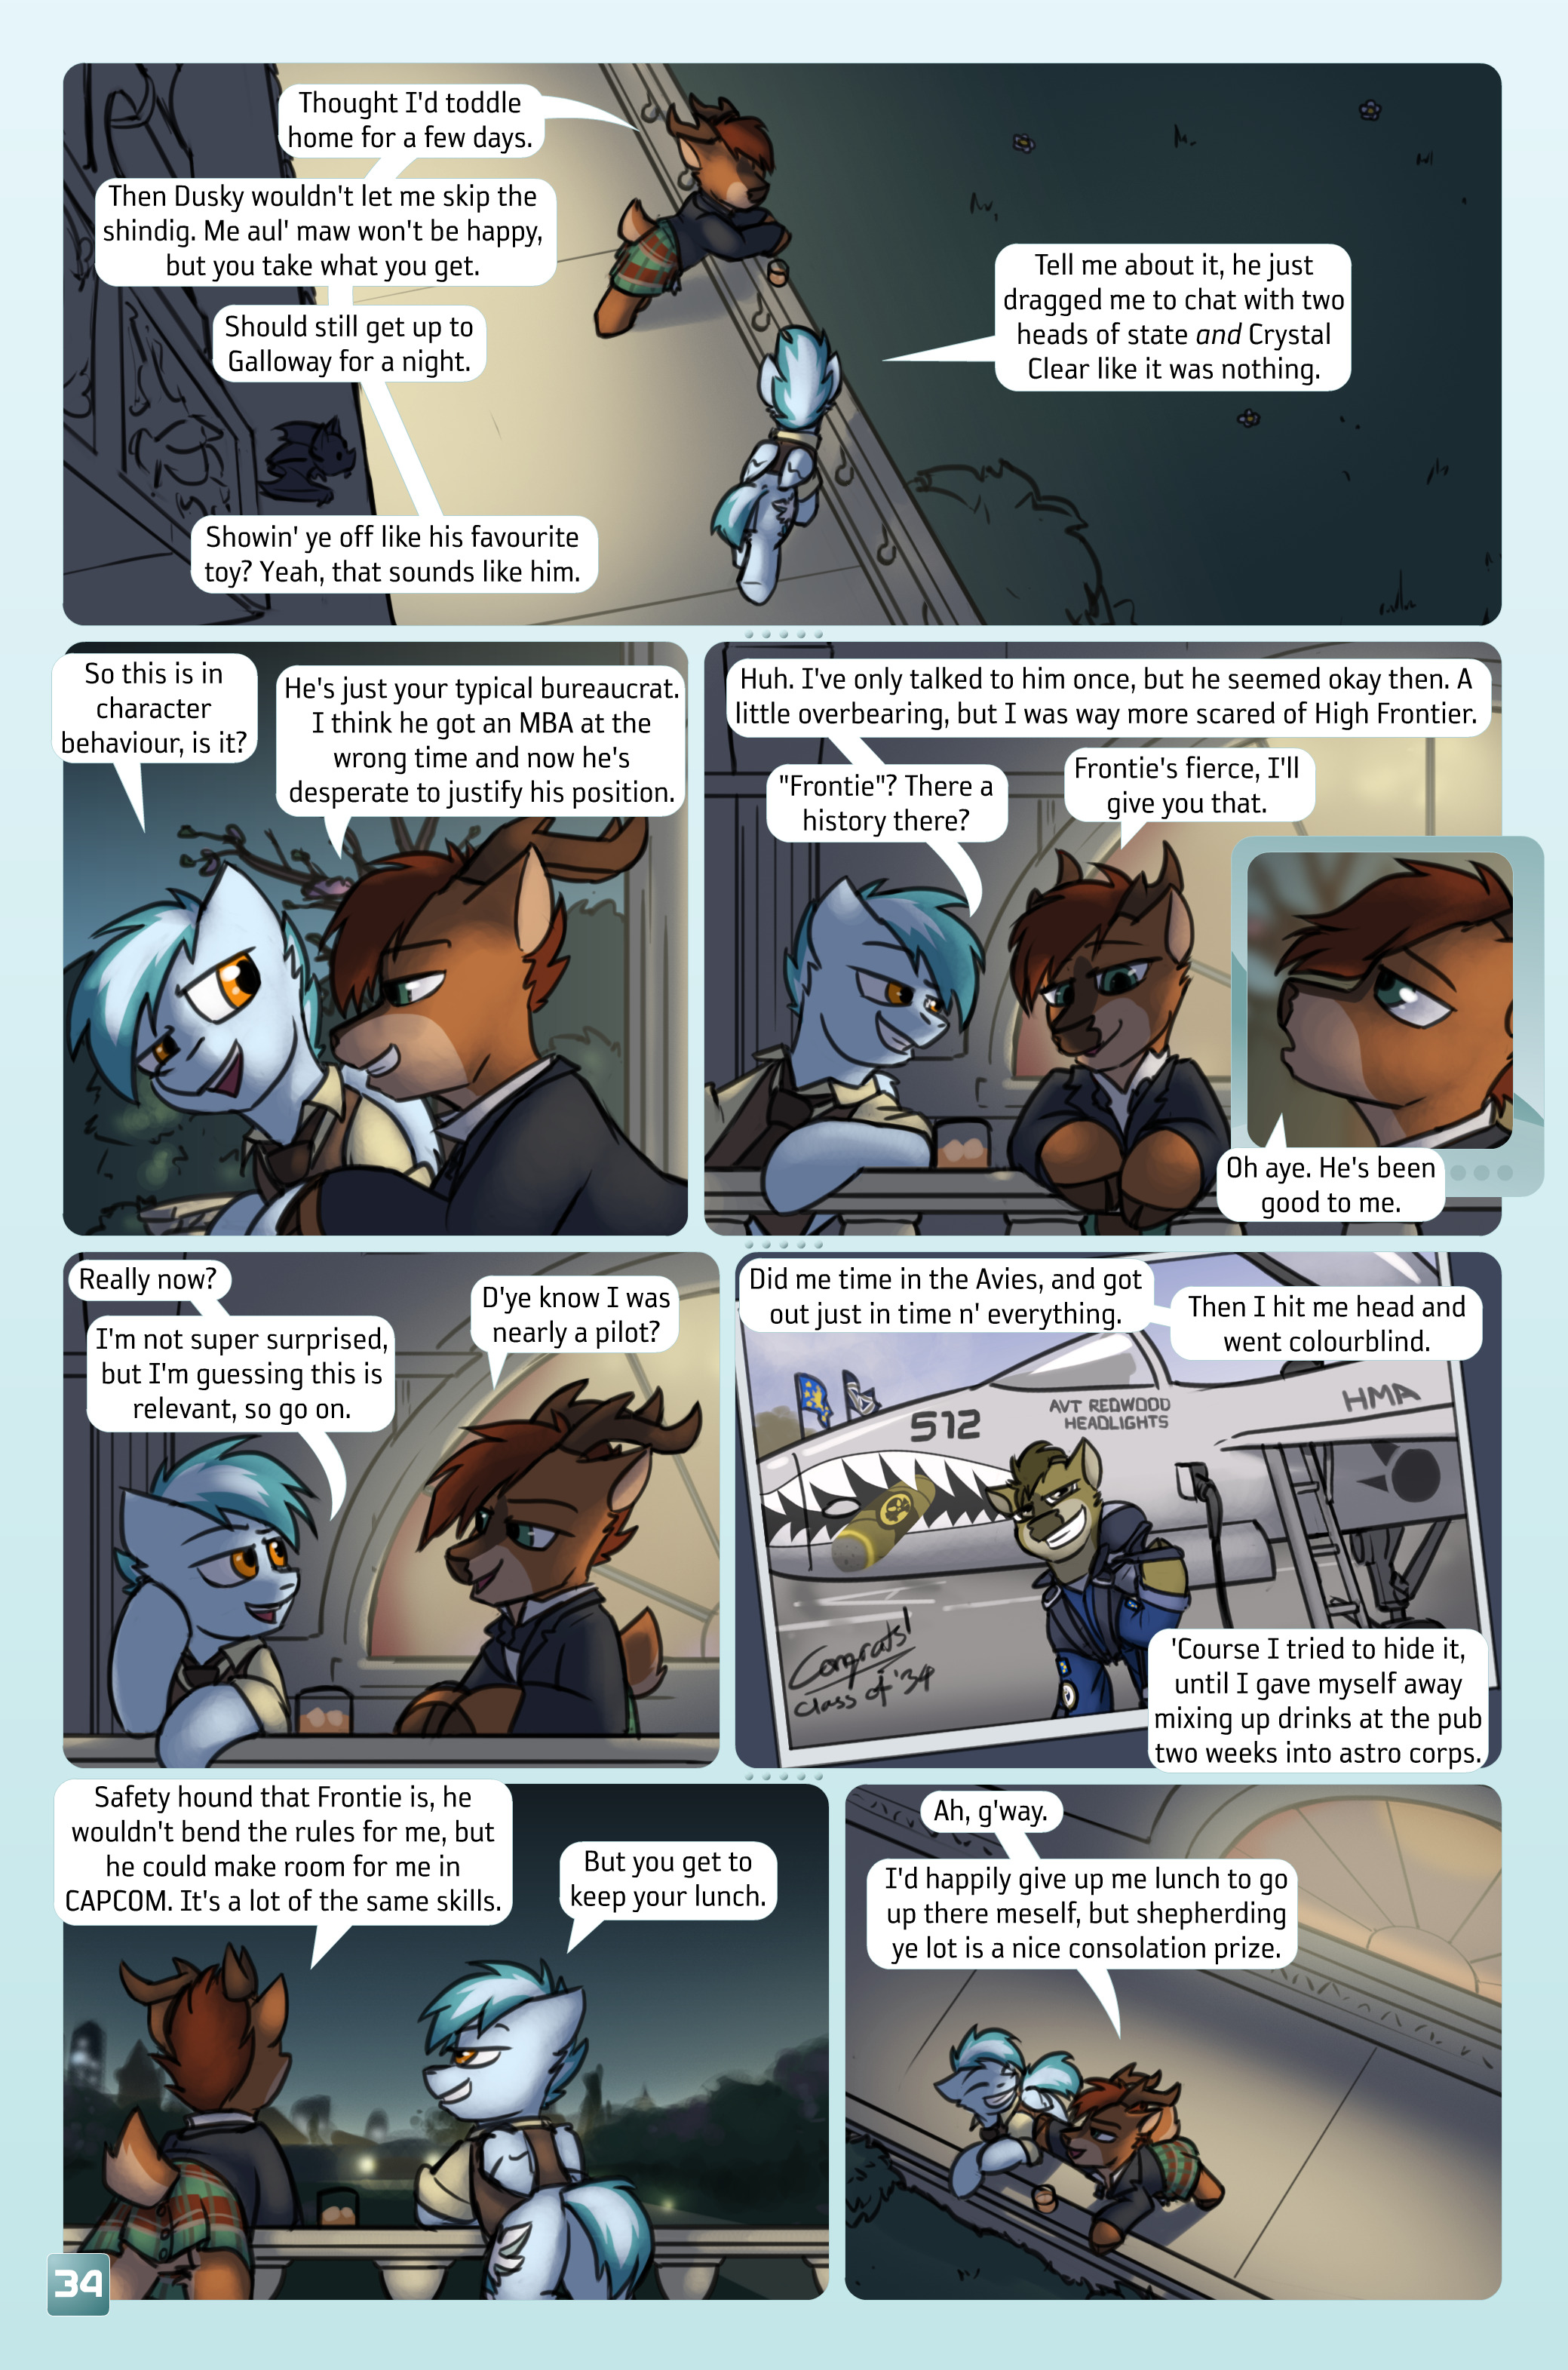 Thought I'd toddle
home for a few days.
Then Dusky wouldn't let me skip the
shindig. Me aul' maw won't be happy,
but you take what you get.
Should still get up to
Galloway for a night.
Tell me about it, he just
dragged me to chat with two
heads of state and Crystal
Clear like it was nothing.
Showin' ye off like his favourite
toy? Yeah, that sounds like him.
So this is in
character
behaviour, is it?
He's just your typical bureaucrat.
I think he got an MBA at the
wrong time and now he's
desperate to justify his position.
Huh. I've only talked to him once, but he seemed okay then. A
little overbearing, but I was way more scared of High Frontier.
Frontie's fierce, I'll
give you that.
"Frontie"? There a
history there?
Oh aye. He's been
good to me.
Really now?
I'm not super surprised,
but I'm guessing this is
relevant, so go on.
D'ye know I was
nearly a pilot?
Did me time in the Avies, and got
out just in time n' everything.
Then I hit me head and
went colourblind.
512
AVT REDWOOD
HEADLIGHTS
HMA
Congrats!
class of '34
'Course I tried to hide it,
until I gave myself away
mixing up drinks at the pub
two weeks into astro corps.
Safety hound that Frontie is, he
wouldn't bend the rules for me, but
he could make room for me in
CAPCOM. It's a lot of the same skills.
But you get to
keep your lunch.
Ah, g'way.
I'd happily give up me lunch to go
up there meself, but shepherding
ye lot is a nice consolation prize.
34